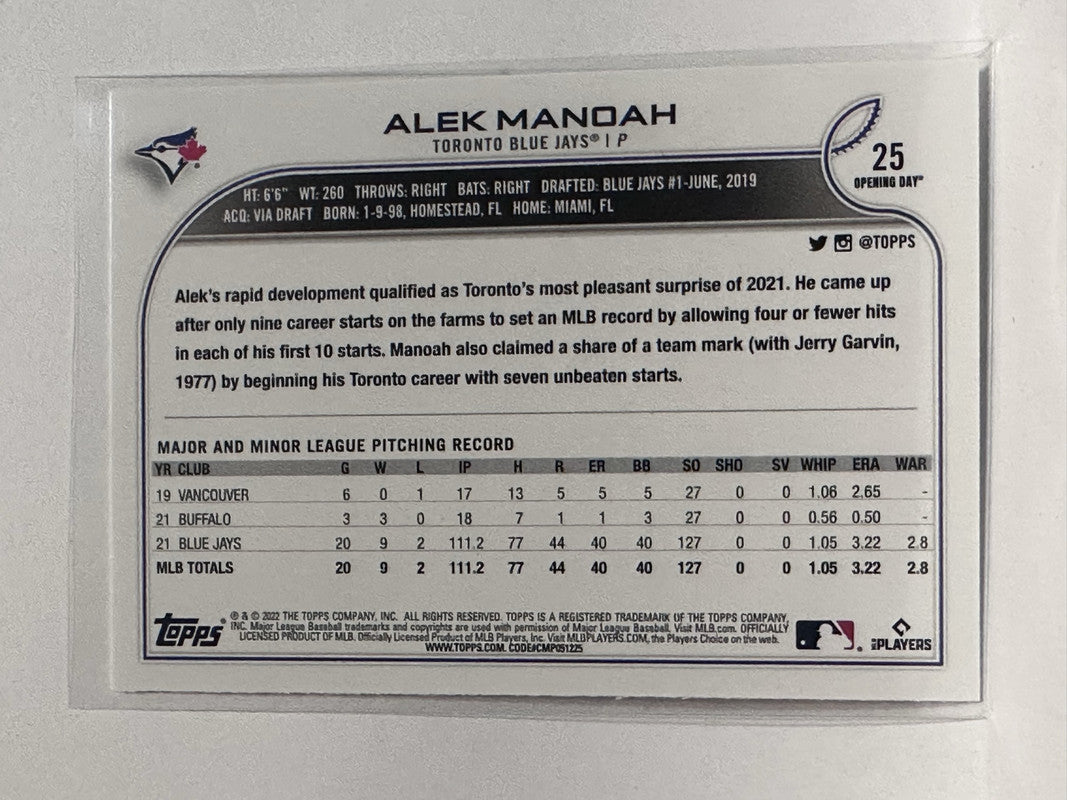 ALEK MANOAH
TORONTO BLUE JAYS® | P
25
OPENING DAY™
HT: 6'6" WT: 260 THROWS: RIGHT BATS: RIGHT DRAFTED: BLUE JAYS #1-JUNE, 2019
ACQ: VIA DRAFT BORN: 1-9-98, HOMESTEAD, FL HOME: MIAMI, FL
@TOPPS
Alek's rapid development qualified as Toronto's most pleasant surprise of 2021. He came up
after only nine career starts on the farms to set an MLB record by allowing four or fewer hits
in each of his first 10 starts. Manoah also claimed a share of a team mark (with Jerry Garvin,
1977) by beginning his Toronto career with seven unbeaten starts.
MAJOR AND MINOR LEAGUE PITCHING RECORD
YR CLUB G W L IP H R ER BB SO SHO SV WHIP ERA WAR
19 VANCOUVER 6 0 1 17 13 5 5 5 27 0 0 1.06 2.65 -
21 BUFFALO 3 3 0 18 7 1 1 3 27 0 0 0.56 0.50 -
21 BLUE JAYS 20 9 2 111.2 77 44 40 40 127 0 0 1.05 3.22 2.8
MLB TOTALS 20 9 2 111.2 77 44 40 40 127 0 0 1.05 3.22 2.8
topps
® & © 2022 THE TOPPS COMPANY, INC. ALL RIGHTS RESERVED. TOPPS IS A REGISTERED TRADEMARK OF THE TOPPS COMPANY,
INC. Major League Baseball trademarks and copyrights are used with permission of Major League Baseball. Visit MLB.com. OFFICIALLY
LICENSED PRODUCT OF MLB. Officially Licensed Product of MLB Players, Inc. Visit MLBPLAYERS.COM, the Players Choice on the web.
WWW.TOPPS.COM. CODE#CMP051225
MLB PLAYERS